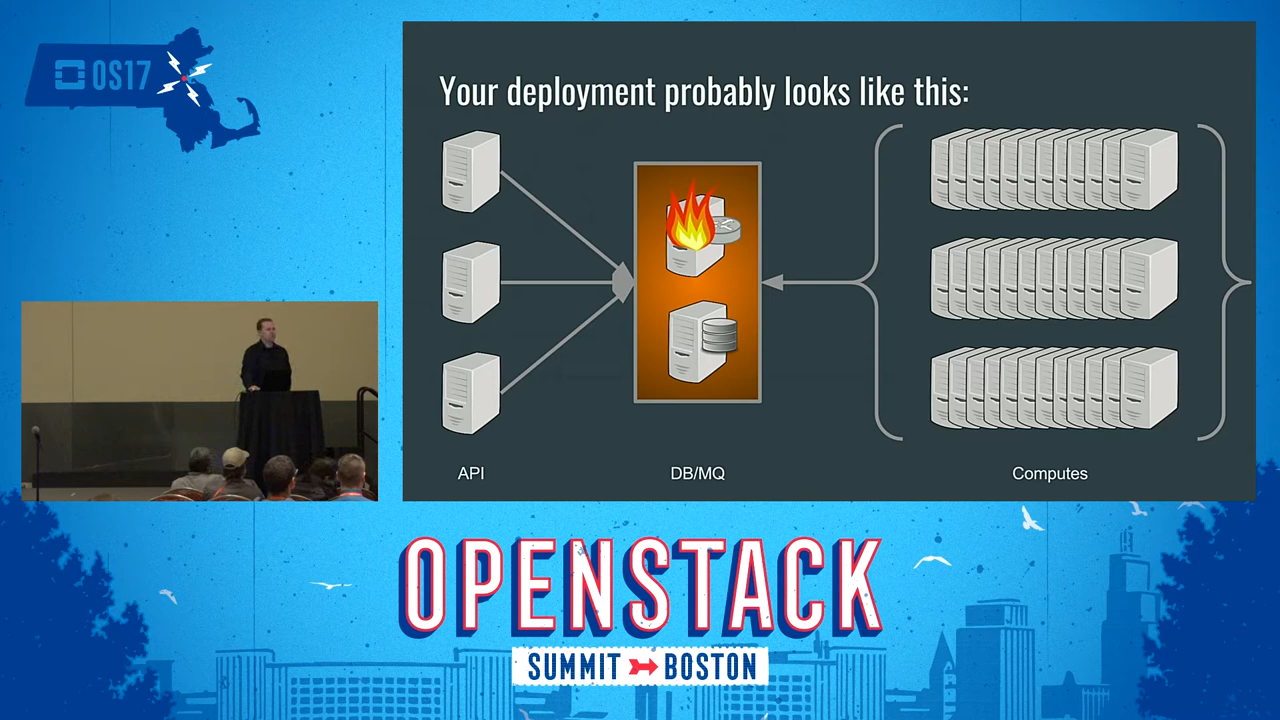 OS17
Your deployment probably looks like this:
API
DB/MQ
Computes
OPENSTACK
SUMMIT BOSTON